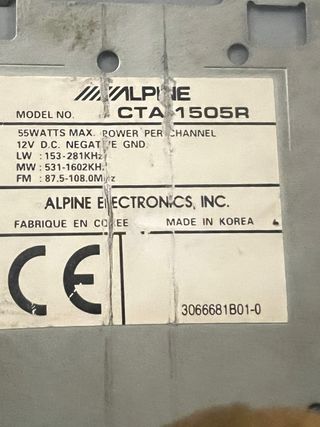 ALPINE
MODEL NO. CTA-1505R
55WATTS MAX. POWER PER CHANNEL
12V D.C. NEGATIVE GND.
LW : 153-281KHz
MW : 531-1602KHz
FM : 87.5-108.0MHz
ALPINE ELECTRONICS, INC.
FABRIQUE EN COREE MADE IN KOREA
CE
3066681B01-0